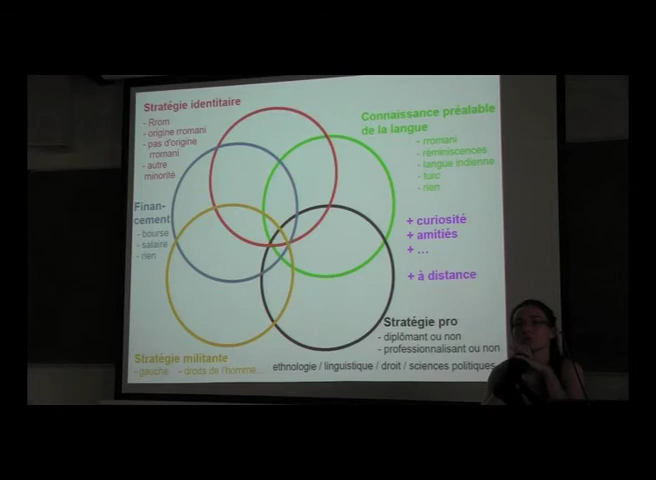 Stratégie identitaire
- Rrom
- origine rromani
- pas d'origine
rromani
- autre
minorité
Connaissance préalable
de la langue
- rromani
- réminiscences
- langue indienne
- turc
- rien
Finan-
cement
- bourse
- salaire
- rien
+ curiosité
+ amitiés
+ ...
+ à distance
Stratégie pro
- diplômant ou non
- professionnalisant ou non
Stratégie militante
- gauche - droits de l'homme...
ethnologie / linguistique / droit / sciences politiques